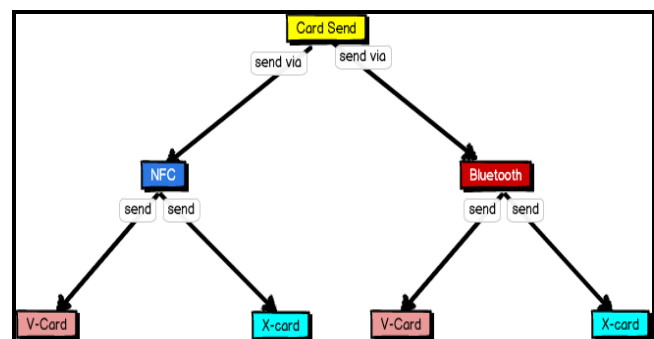 Card Send
send via
send via
NFC
Bluetooth
send
send
send
send
V-Card
X-card
V-Card
X-card